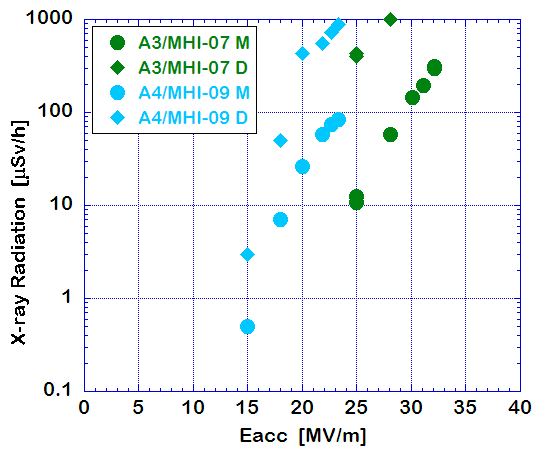 1000
100
10
1
0.1
X-ray Radiation [μSv/h]
A3/MHI-07 M
A3/MHI-07 D
A4/MHI-09 M
A4/MHI-09 D
0 5 10 15 20 25 30 35 40
Eacc [MV/m]